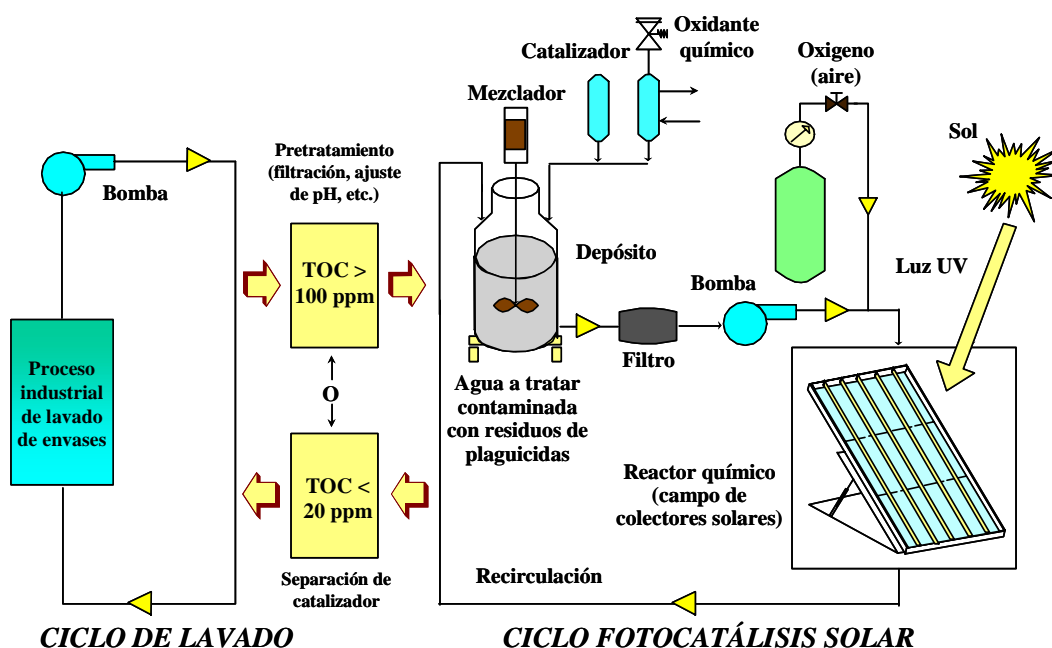 Oxidante
químico
Catalizador
Oxigeno
(aire)
Mezclador
Sol
Pretratamiento
(filtración, ajuste
de pH, etc.)
Bomba
TOC >
100 ppm
Depósito
Luz UV
Bomba
Filtro
Proceso
industrial
de lavado
de envases
O
Agua a tratar
contaminada
con residuos de
plaguicidas
TOC <
20 ppm
Reactor químico
(campo de
colectores solares)
Separación de
catalizador
Recirculación
CICLO DE LAVADO
CICLO FOTOCATÁLISIS SOLAR